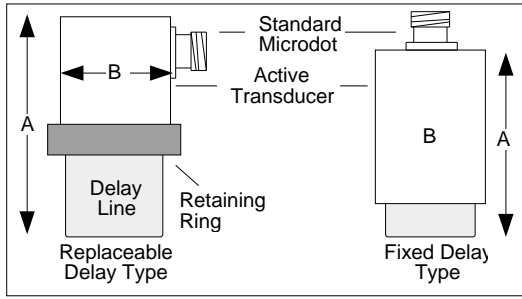 Standard
Microdot
Active
Transducer
A
B
Delay
Line
Retaining
Ring
Replaceable
Delay Type
B
A
Fixed Delay
Type